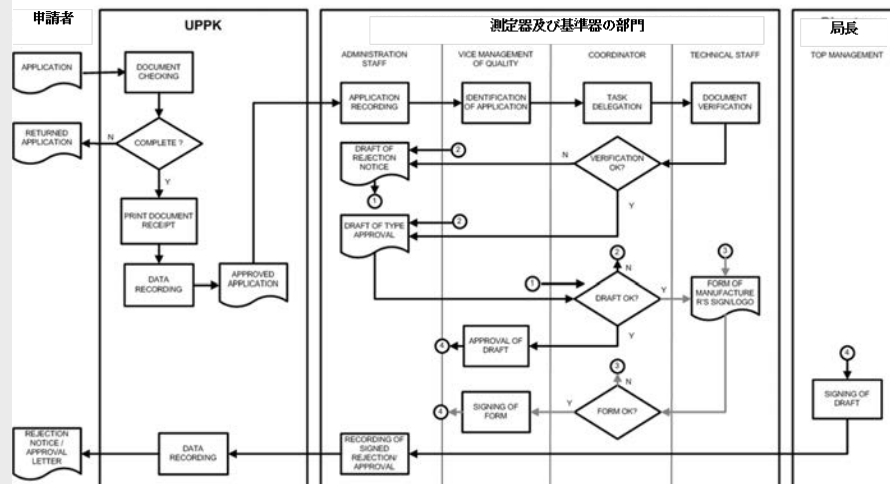 申請者
UPPK
測定器及び基準器の部門
局長
ADMINISTRATION
STAFF
VICE MANAGEMENT
OF QUALITY
COORDINATOR
TECHNICAL STAFF
TOP MANAGEMENT
APPLICATION
DOCUMENT
CHECKING
APPLICATION
RECORDING
IDENTIFICATION
OF APPLICATION
TASK
DELEGATION
DOCUMENT
VERIFICATION
RETURNED
APPLICATION
N
COMPLETE ?
Y
DRAFT OF
REJECTION
NOTICE
2
N
VERIFICATION
OK?
Y
1
PRINT DOCUMENT
RECEIPT
DRAFT OF TYPE
APPROVAL
2
DATA
RECORDING
APPROVED
APPLICATION
2
N
1
DRAFT OK?
Y
Y
3
FORM OF
MANUFACTURE
R'S SIGN/LOGO
4
APPROVAL OF
DRAFT
3
N
4
SIGNING OF
FORM
Y
FORM OK?
4
SIGNING OF
DRAFT
REJECTION
NOTICE /
APPROVAL
LETTER
DATA
RECORDING
RECORDING OF
SIGNED
REJECTION/
APPROVAL